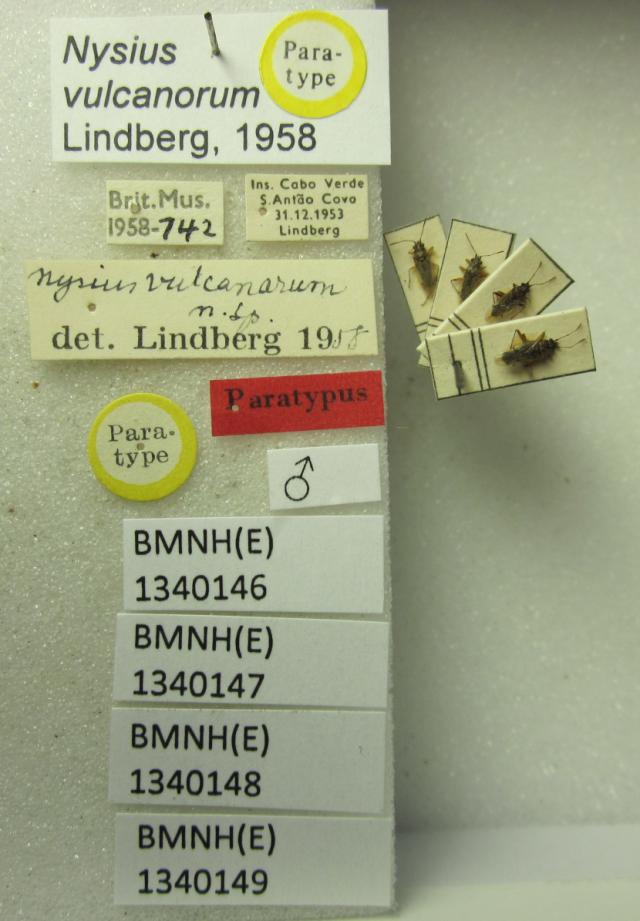 Nysius
vulcanorum
Lindberg, 1958
Para-
type
Brit.Mus.
1958-742
Ins. Cabo Verde
S.Antão Cova
31.12.1953
Lindberg
Nysius vulcanarum
n.sp.
det. Lindberg 1958
Paratypus
Para-
type
♂
BMNH(E)
1340146
BMNH(E)
1340147
BMNH(E)
1340148
BMNH(E)
1340149